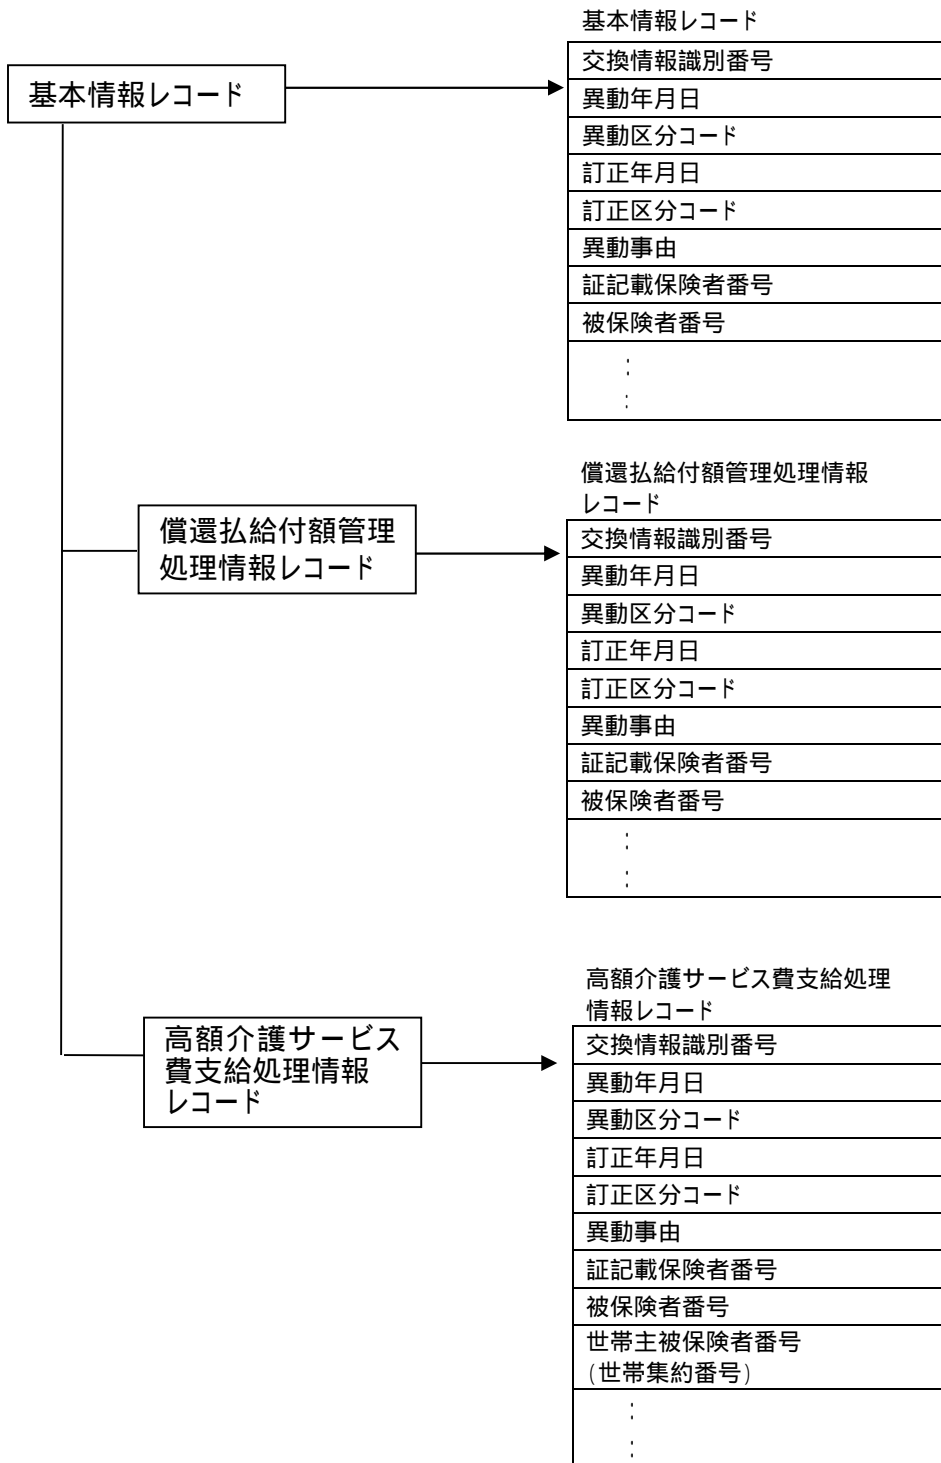 基本情報レコード
基本情報レコード
交換情報識別番号
異動年月日
異動区分コード
訂正年月日
訂正区分コード
異動事由
証記載保険者番号
被保険者番号
:
:
償還払給付額管理
処理情報レコード
償還払給付額管理処理情報
レコード
交換情報識別番号
異動年月日
異動区分コード
訂正年月日
訂正区分コード
異動事由
証記載保険者番号
被保険者番号
:
:
高額介護サービス
費支給処理情報
レコード
高額介護サービス費支給処理
情報レコード
交換情報識別番号
異動年月日
異動区分コード
訂正年月日
訂正区分コード
異動事由
証記載保険者番号
被保険者番号
世帯主被保険者番号
(世帯集約番号)
:
: